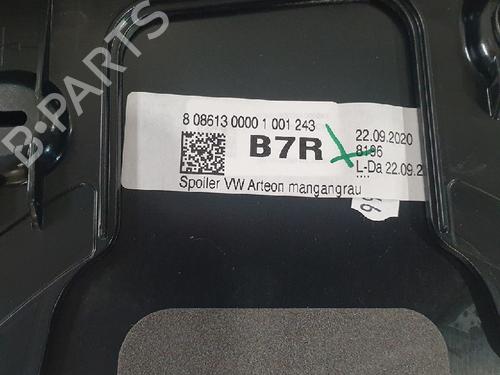 B-PARTS
8 08613 0000 1 001 243
B7R
22.09.2020
8196
L-Da 22.09.2
Spoiler VW Arteon mangangrau